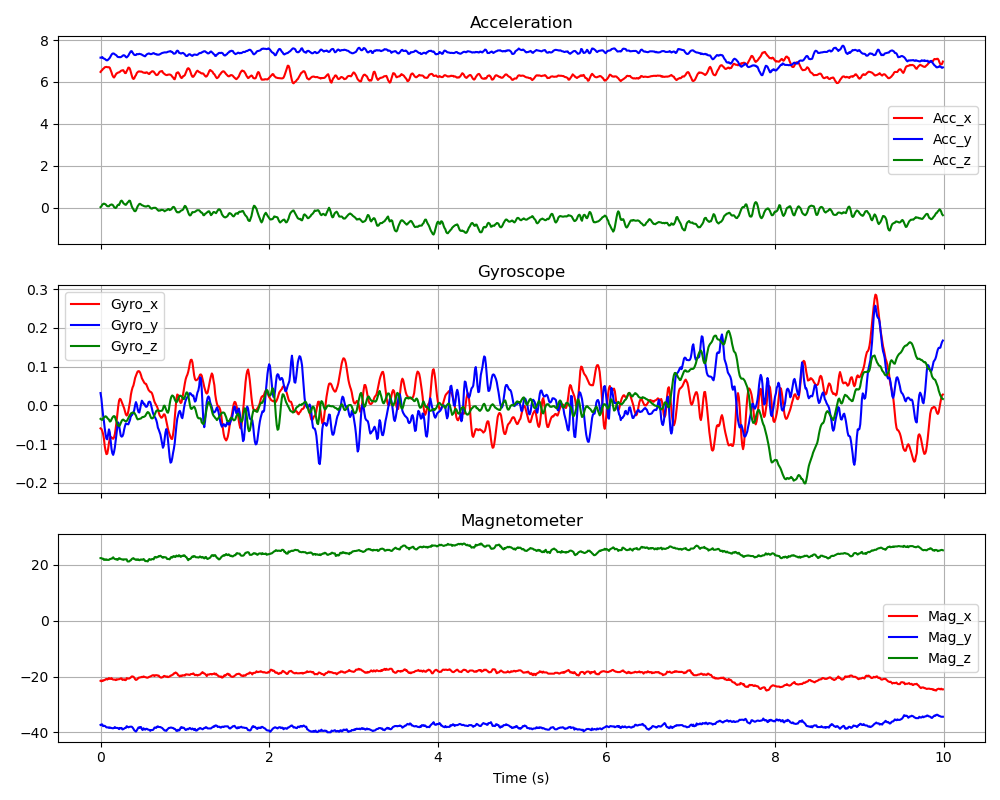 Acceleration
8
6
4
2
0
Acc_x
Acc_y
Acc_z
Gyroscope
0.3
0.2
0.1
0.0
−0.1
−0.2
Gyro_x
Gyro_y
Gyro_z
Magnetometer
20
0
−20
−40
Mag_x
Mag_y
Mag_z
0 2 4 6 8 10
Time (s)